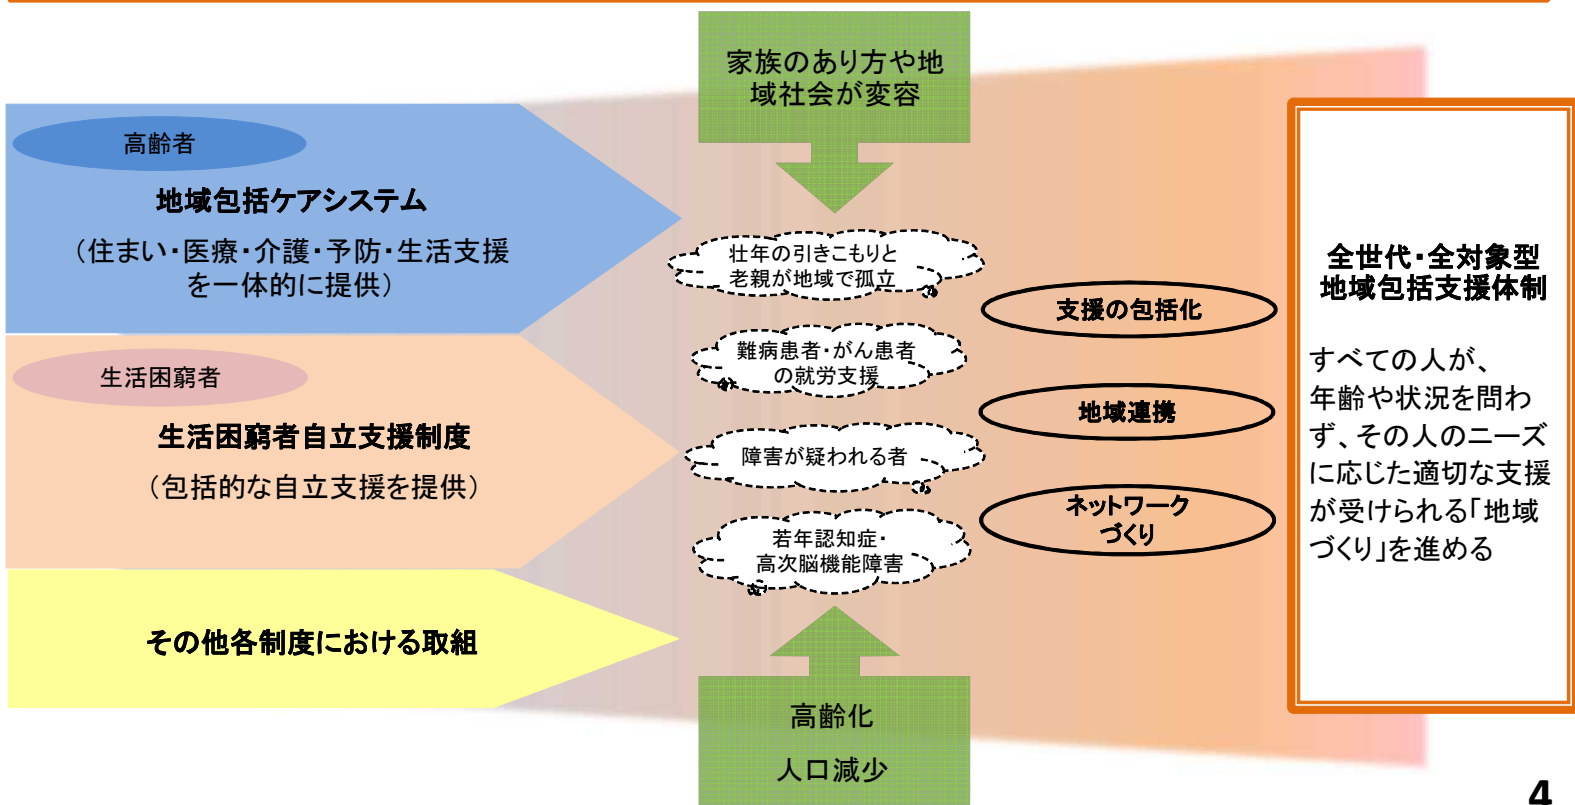 家族のあり方や地
域社会が変容
高齢者
地域包括ケアシステム
（住まい・医療・介護・予防・生活支援
を一体的に提供）
生活困窮者
生活困窮者自立支援制度
（包括的な自立支援を提供）
その他各制度における取組
壮年の引きこもりと
老親が地域で孤立
難病患者・がん患者
の就労支援
障害が疑われる者
若年認知症・
高次脳機能障害
高齢化
人口減少
支援の包括化
地域連携
ネットワーク
づくり
全世代・全対象型
地域包括支援体制
すべての人が、
年齢や状況を問わ
ず、その人のニーズ
に応じた適切な支援
が受けられる「地域
づくり」を進める
4